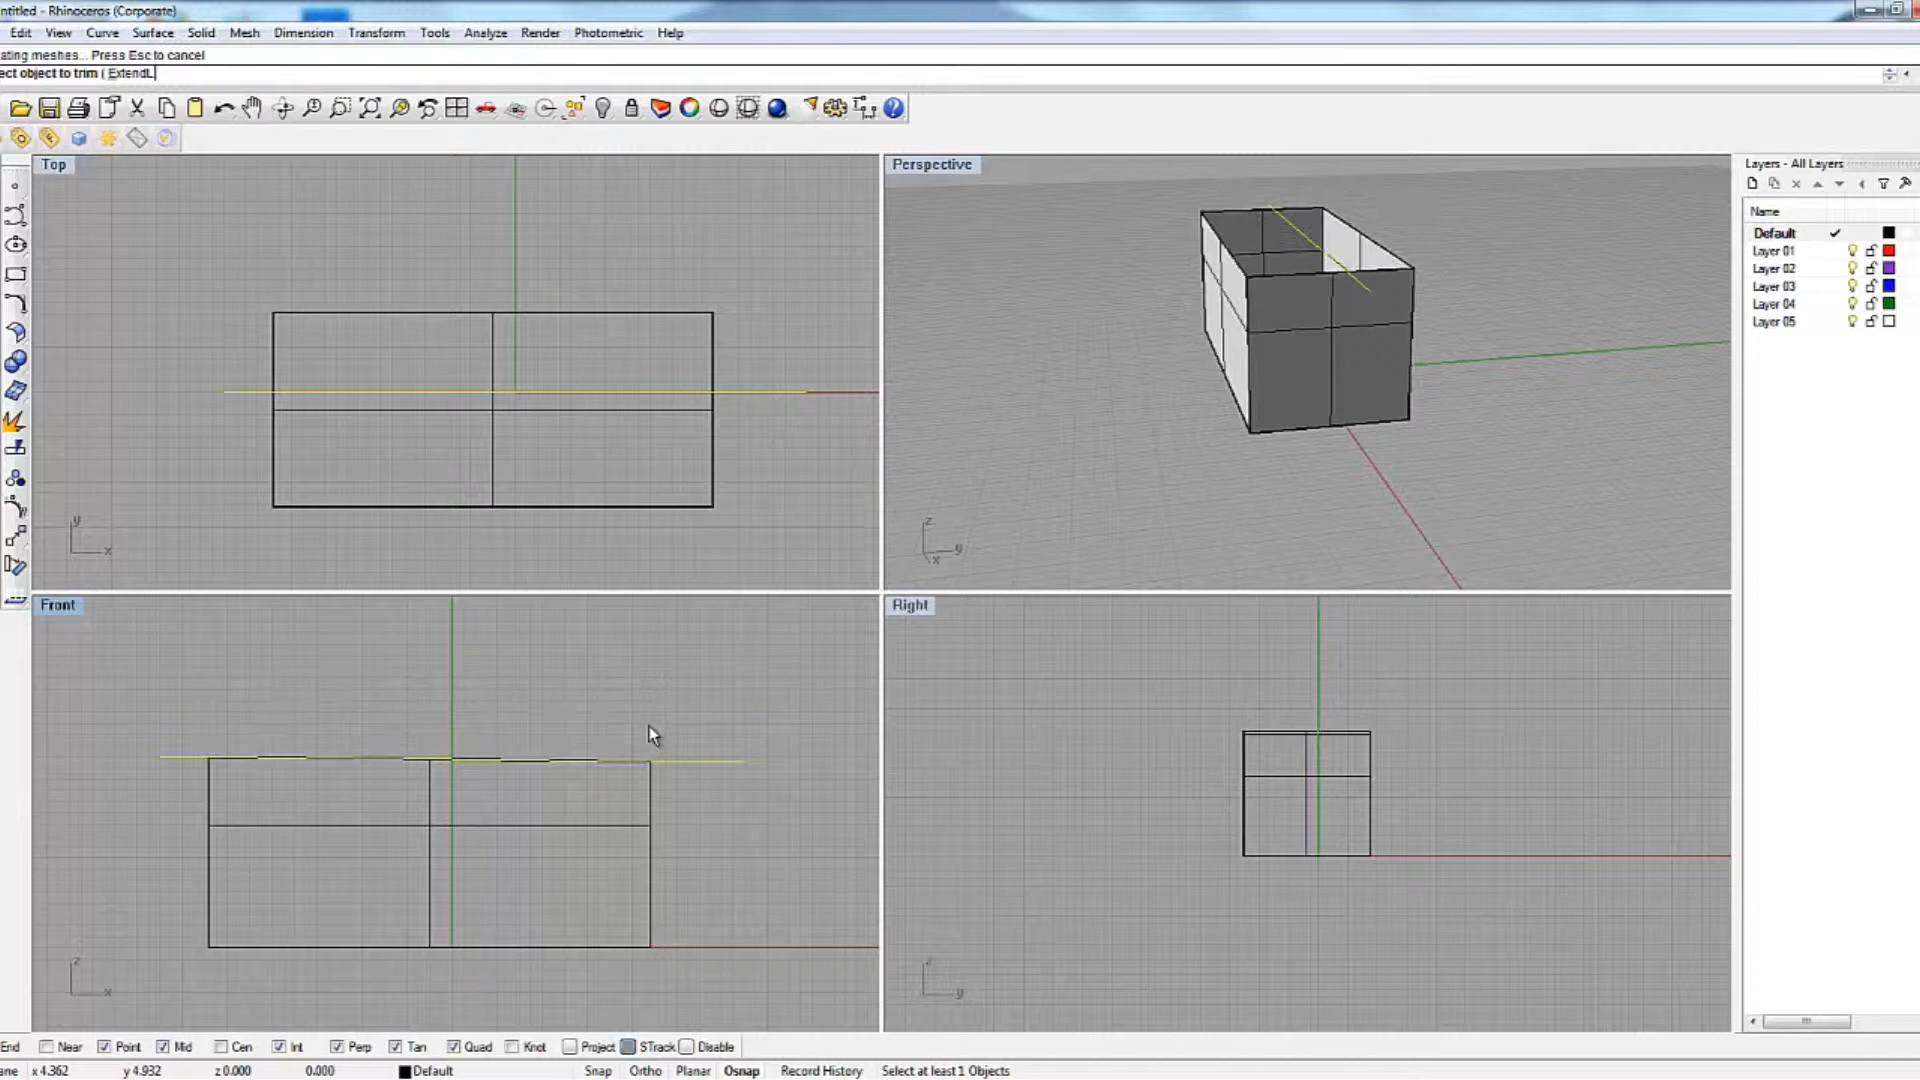 ntitled - Rhinoceros (Corporate)
Edit View Curve Surface Solid Mesh Dimension Transform Tools Analyze Render Photometric Help
ating meshes... Press Esc to cancel
ect object to trim ( ExtendL
Top
Perspective
Layers - All Layers
Name
Default
Layer 01
Layer 02
Layer 03
Layer 04
Layer 05
y
x
z
y
x
Front
Right
z
x
z
y
End Near Point Mid Cen Int Perp Tan Quad Knot Project STrack Disable
ane x 4.362 y 4.932 z 0.000 0.000 Default Snap Ortho Planar Osnap Record History Select at least 1 Objects